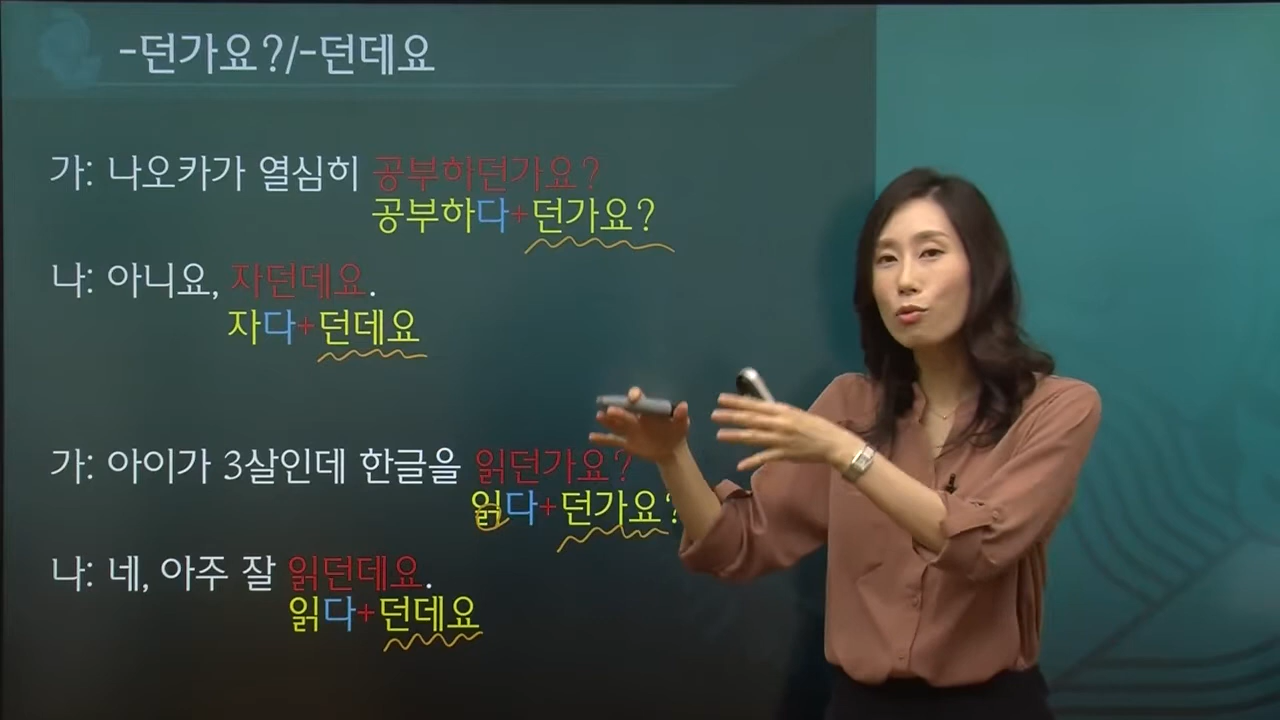 -던가요?/-던데요
가: 나오카가 열심히 공부하던가요?
공부하다+던가요?
나: 아니요, 자던데요.
자다+던데요
가: 아이가 3살인데 한글을 읽던가요?
읽다+던가요?
나: 네, 아주 잘 읽던데요.
읽다+던데요